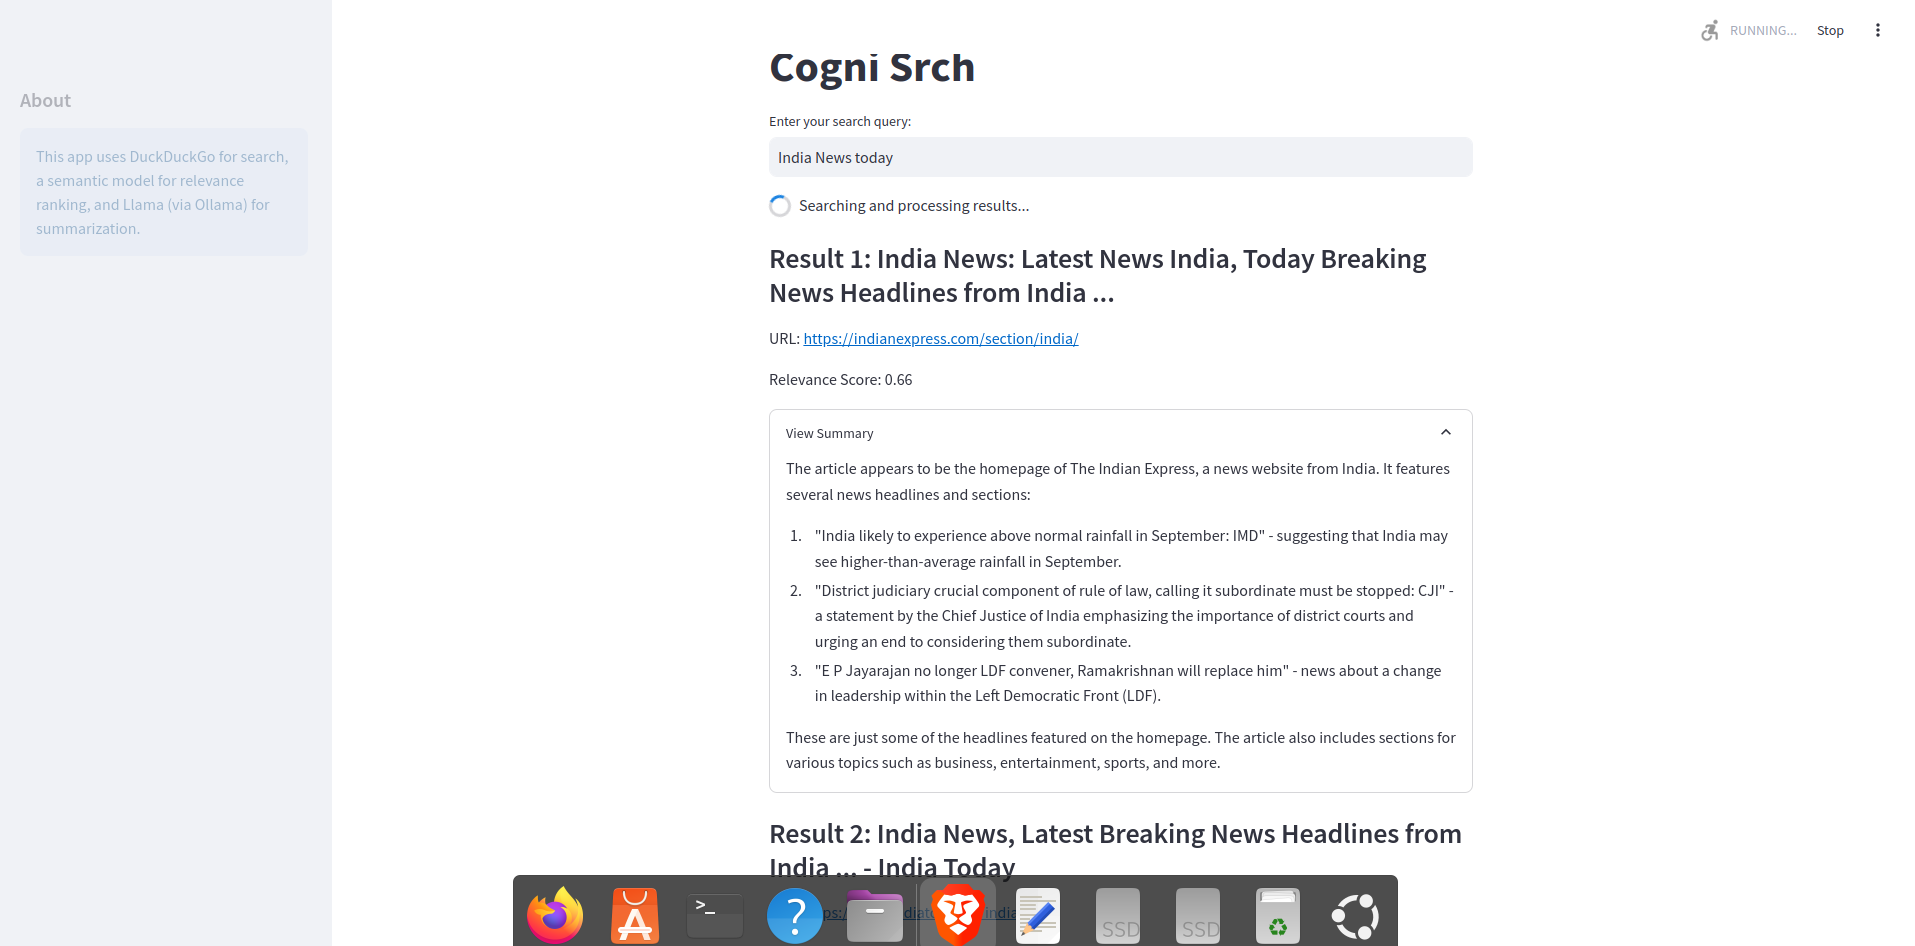 RUNNING...
Stop
Cogni Srch
About
This app uses DuckDuckGo for search,
a semantic model for relevance
ranking, and Llama (via Ollama) for
summarization.
Enter your search query:
India News today
Searching and processing results...
Result 1: India News: Latest News India, Today Breaking
News Headlines from India ...
URL: https://indianexpress.com/section/india/
Relevance Score: 0.66
View Summary
The article appears to be the homepage of The Indian Express, a news website from India. It features
several news headlines and sections:
1. "India likely to experience above normal rainfall in September: IMD" - suggesting that India may
see higher-than-average rainfall in September.
2. "District judiciary crucial component of rule of law, calling it subordinate must be stopped: CJI" -
a statement by the Chief Justice of India emphasizing the importance of district courts and
urging an end to considering them subordinate.
3. "E P Jayarajan no longer LDF convener, Ramakrishnan will replace him" - news about a change
in leadership within the Left Democratic Front (LDF).
These are just some of the headlines featured on the homepage. The article also includes sections for
various topics such as business, entertainment, sports, and more.
Result 2: India News, Latest Breaking News Headlines from
India ... - India Today
>_
?
SSD
SSD